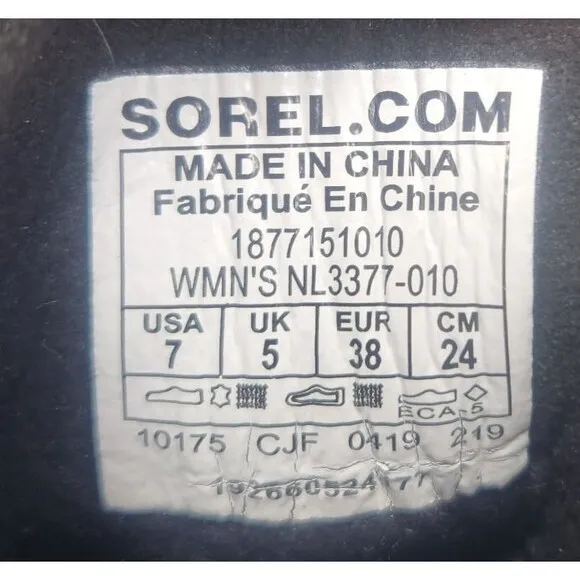 SOREL.COM
MADE IN CHINA
Fabriqué En Chine
1877151010
WMN'S NL3377-010
USA UK EUR CM
7 5 38 24
ECA-5
10175 CJF 0419 219